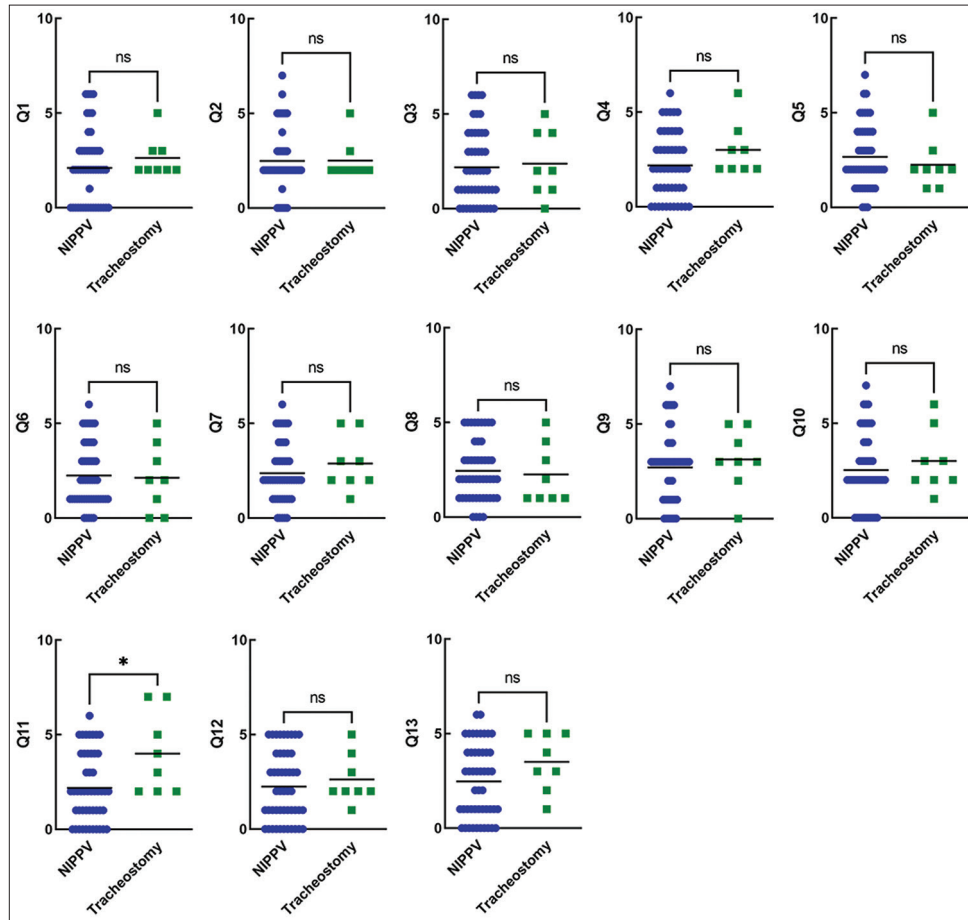 10
5
0
Q1
ns
NIPPV
Tracheostomy
10
5
0
Q2
ns
NIPPV
Tracheostomy
10
5
0
Q3
ns
NIPPV
Tracheostomy
10
5
0
Q4
ns
NIPPV
Tracheostomy
10
5
0
Q5
ns
NIPPV
Tracheostomy
10
5
0
Q6
ns
NIPPV
Tracheostomy
10
5
0
Q7
ns
NIPPV
Tracheostomy
10
5
0
Q8
ns
NIPPV
Tracheostomy
10
5
0
Q9
ns
NIPPV
Tracheostomy
10
5
0
Q10
ns
NIPPV
Tracheostomy
10
5
0
Q11
*
NIPPV
Tracheostomy
10
5
0
Q12
ns
NIPPV
Tracheostomy
10
5
0
Q13
ns
NIPPV
Tracheostomy